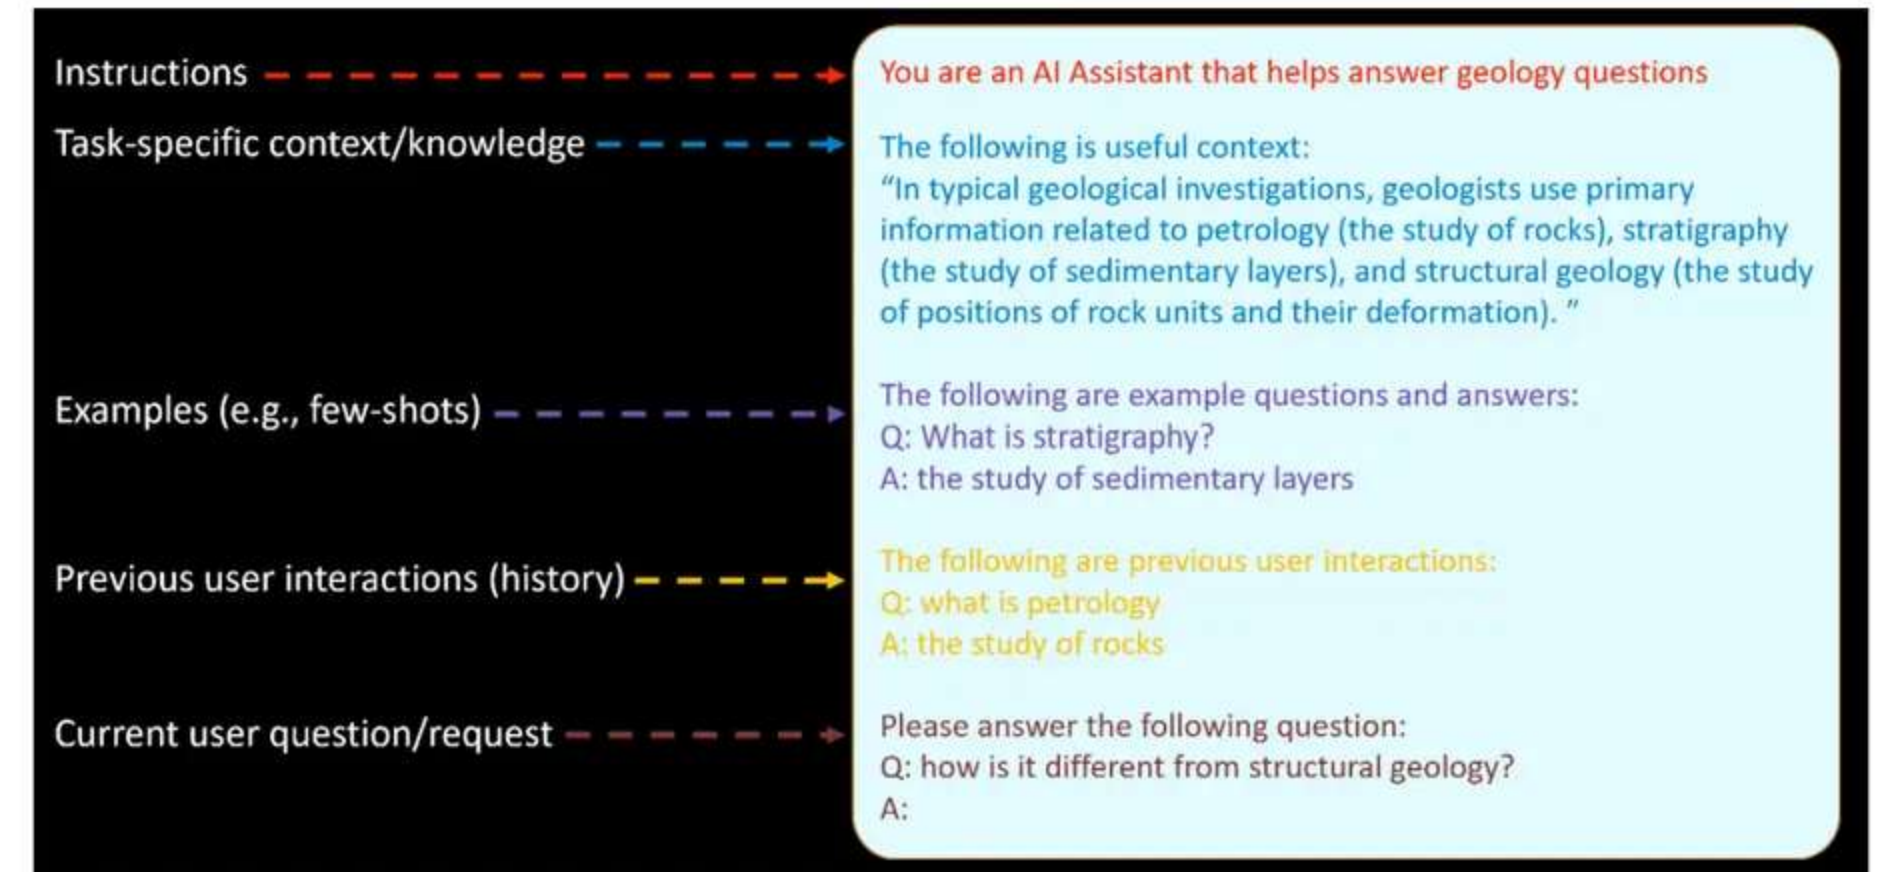 Instructions
You are an AI Assistant that helps answer geology questions
Task-specific context/knowledge
The following is useful context:
“In typical geological investigations, geologists use primary
information related to petrology (the study of rocks), stratigraphy
(the study of sedimentary layers), and structural geology (the study
of positions of rock units and their deformation). ”
Examples (e.g., few-shots)
The following are example questions and answers:
Q: What is stratigraphy?
A: the study of sedimentary layers
Previous user interactions (history)
The following are previous user interactions:
Q: what is petrology
A: the study of rocks
Current user question/request
Please answer the following question:
Q: how is it different from structural geology?
A: